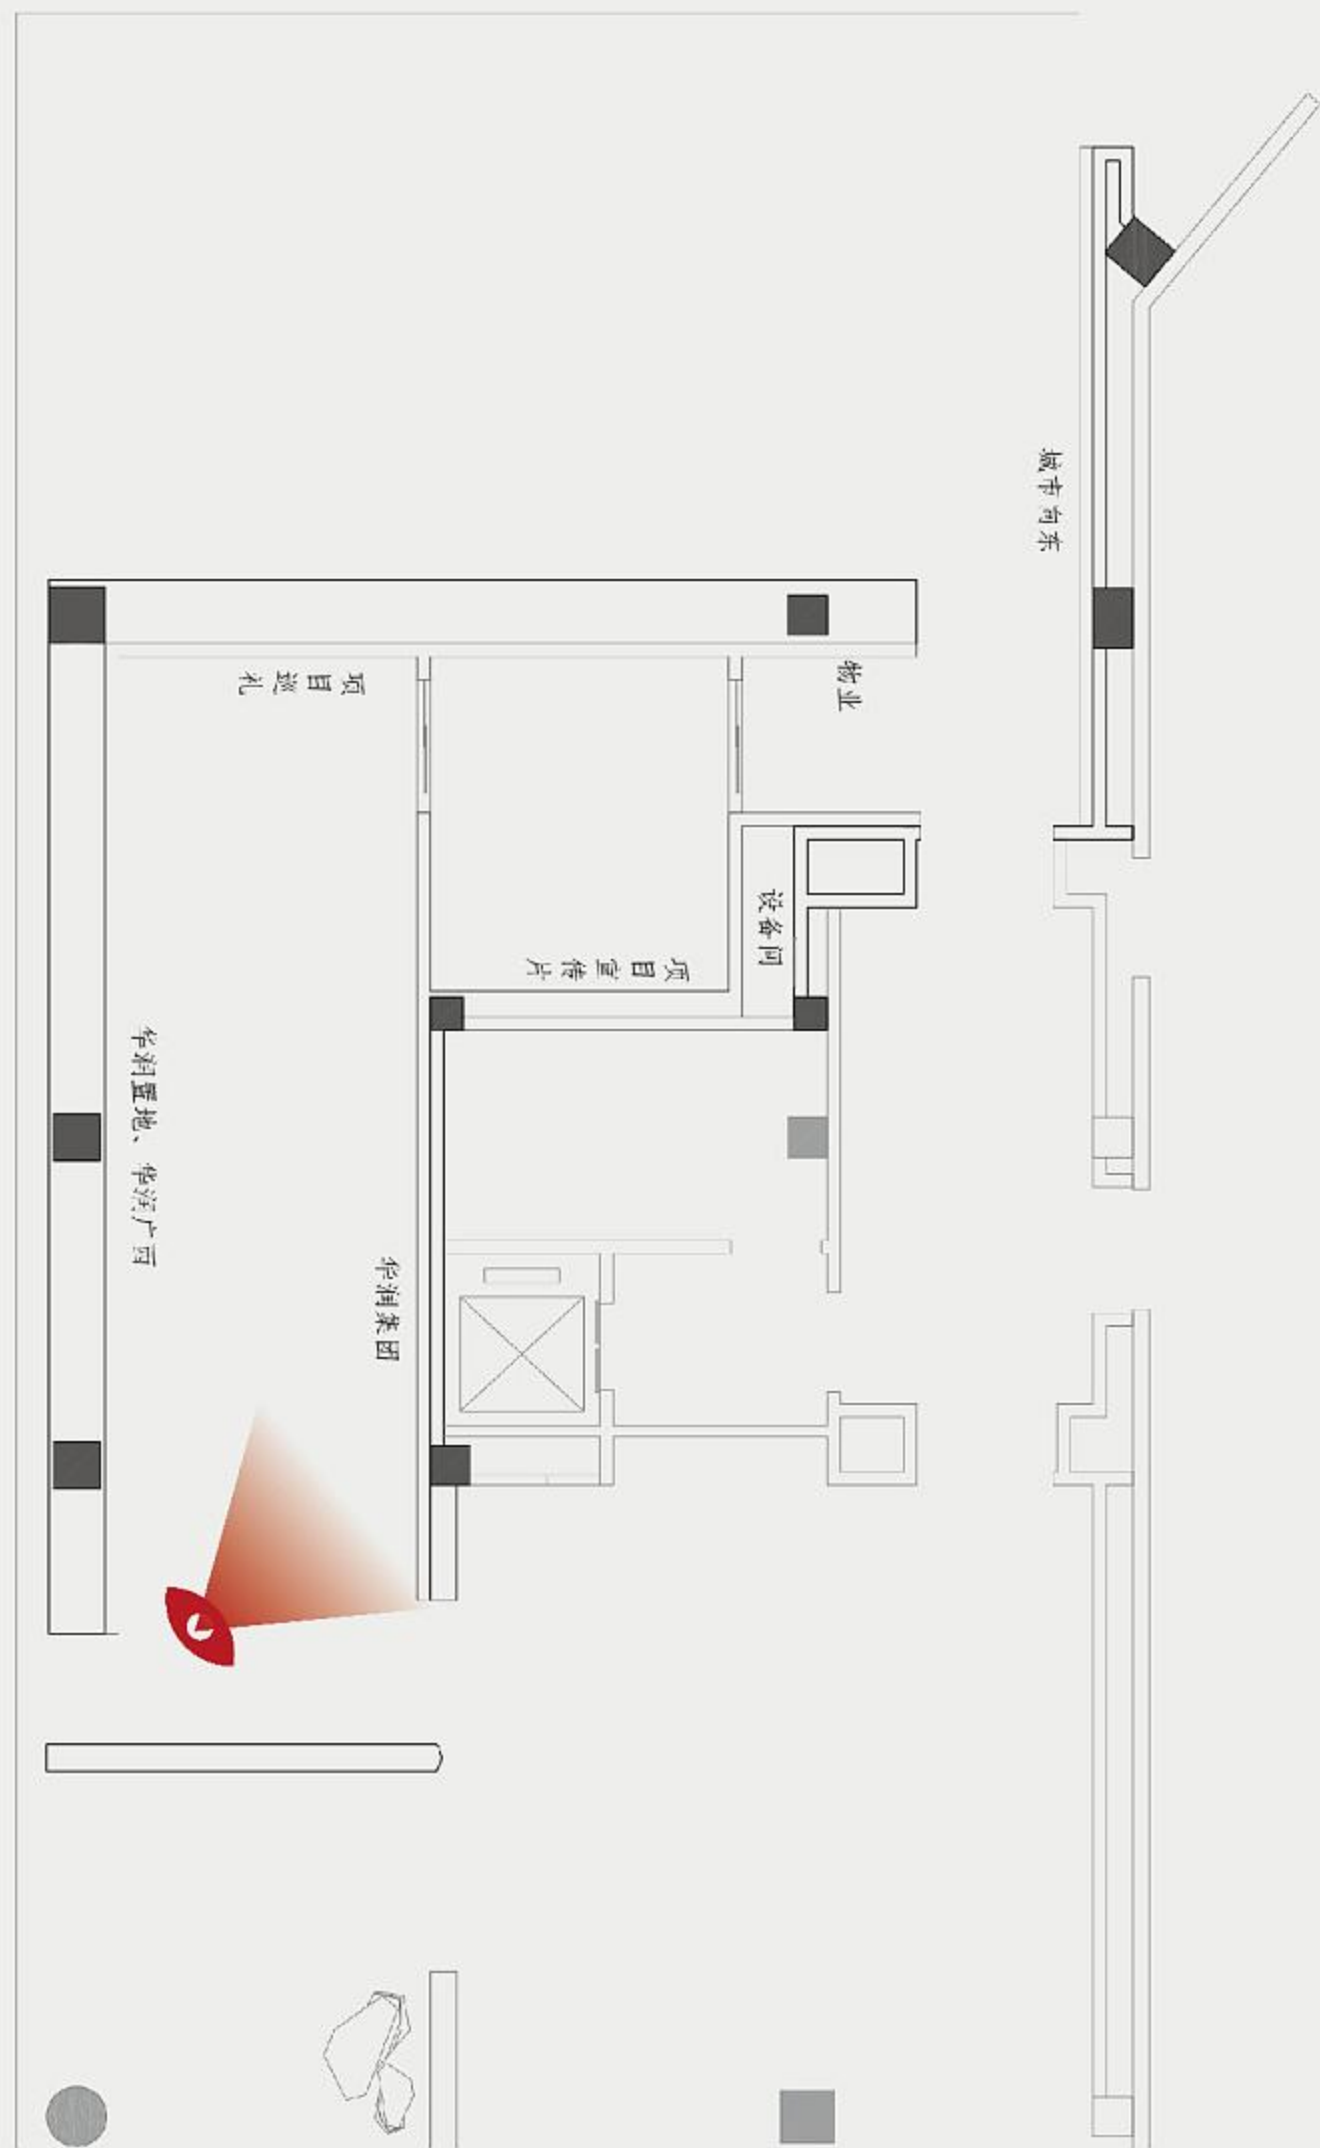 城市向东
项目巡礼
物业
设备间
项目宣传片
华润置地、华润广西
华润集团